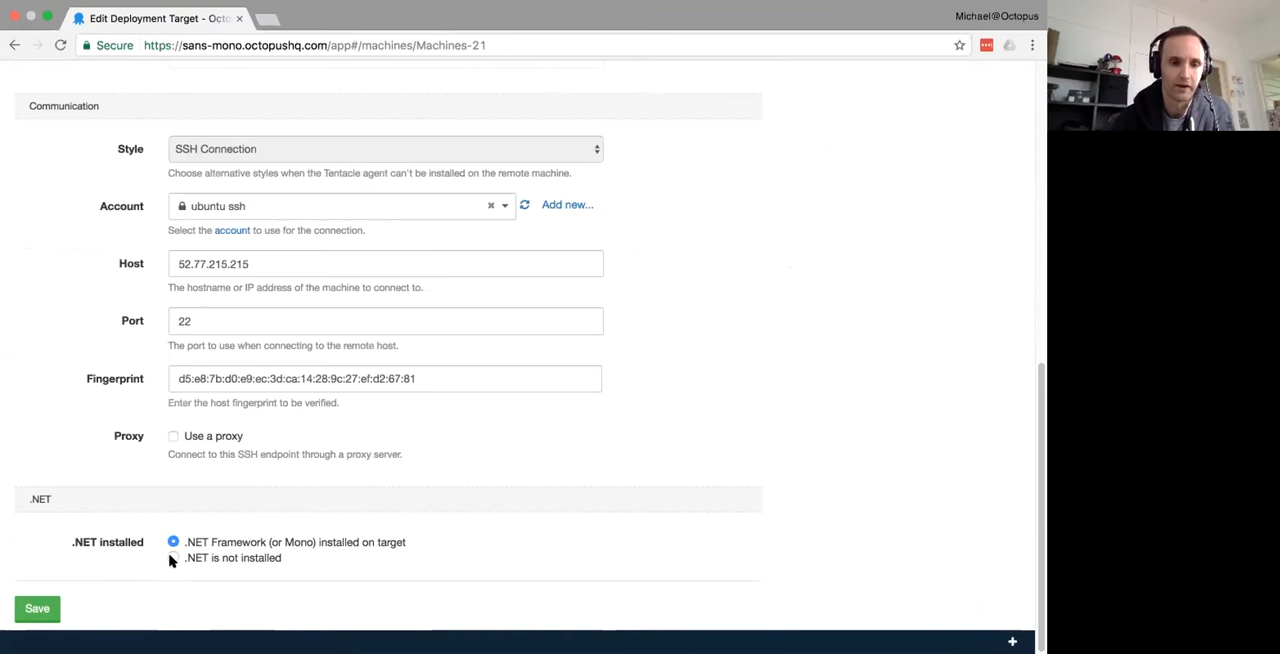 Edit Deployment Target - Octo
Michael@Octopus
Secure https://sans-mono.octopushq.com/app#/machines/Machines-21
Communication
Style SSH Connection
Choose alternative styles when the Tentacle agent can't be installed on the remote machine.
Account ubuntu ssh Add new...
Select the account to use for the connection.
Host 52.77.215.215
The hostname or IP address of the machine to connect to.
Port 22
The port to use when connecting to the remote host.
Fingerprint d5:e8:7b:d0:e9:ec:3d:ca:14:28:9c:27:ef:d2:67:81
Enter the host fingerprint to be verified.
Proxy Use a proxy
Connect to this SSH endpoint through a proxy server.
.NET
.NET installed .NET Framework (or Mono) installed on target
.NET is not installed
Save